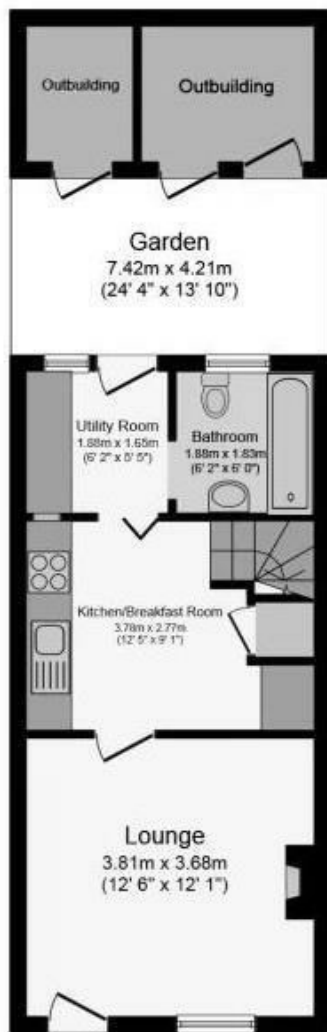 Outbuilding
Outbuilding
Garden
7.42m x 4.21m
(24' 4" x 13' 10")
Utility Room
1.88m x 1.65m
(6' 2" x 5' 5")
Bathroom
1.88m x 1.83m
(6' 2" x 6' 0")
Kitchen/Breakfast Room
3.78m x 2.77m
(12' 5" x 9' 1")
Lounge
3.81m x 3.68m
(12' 6" x 12' 1")